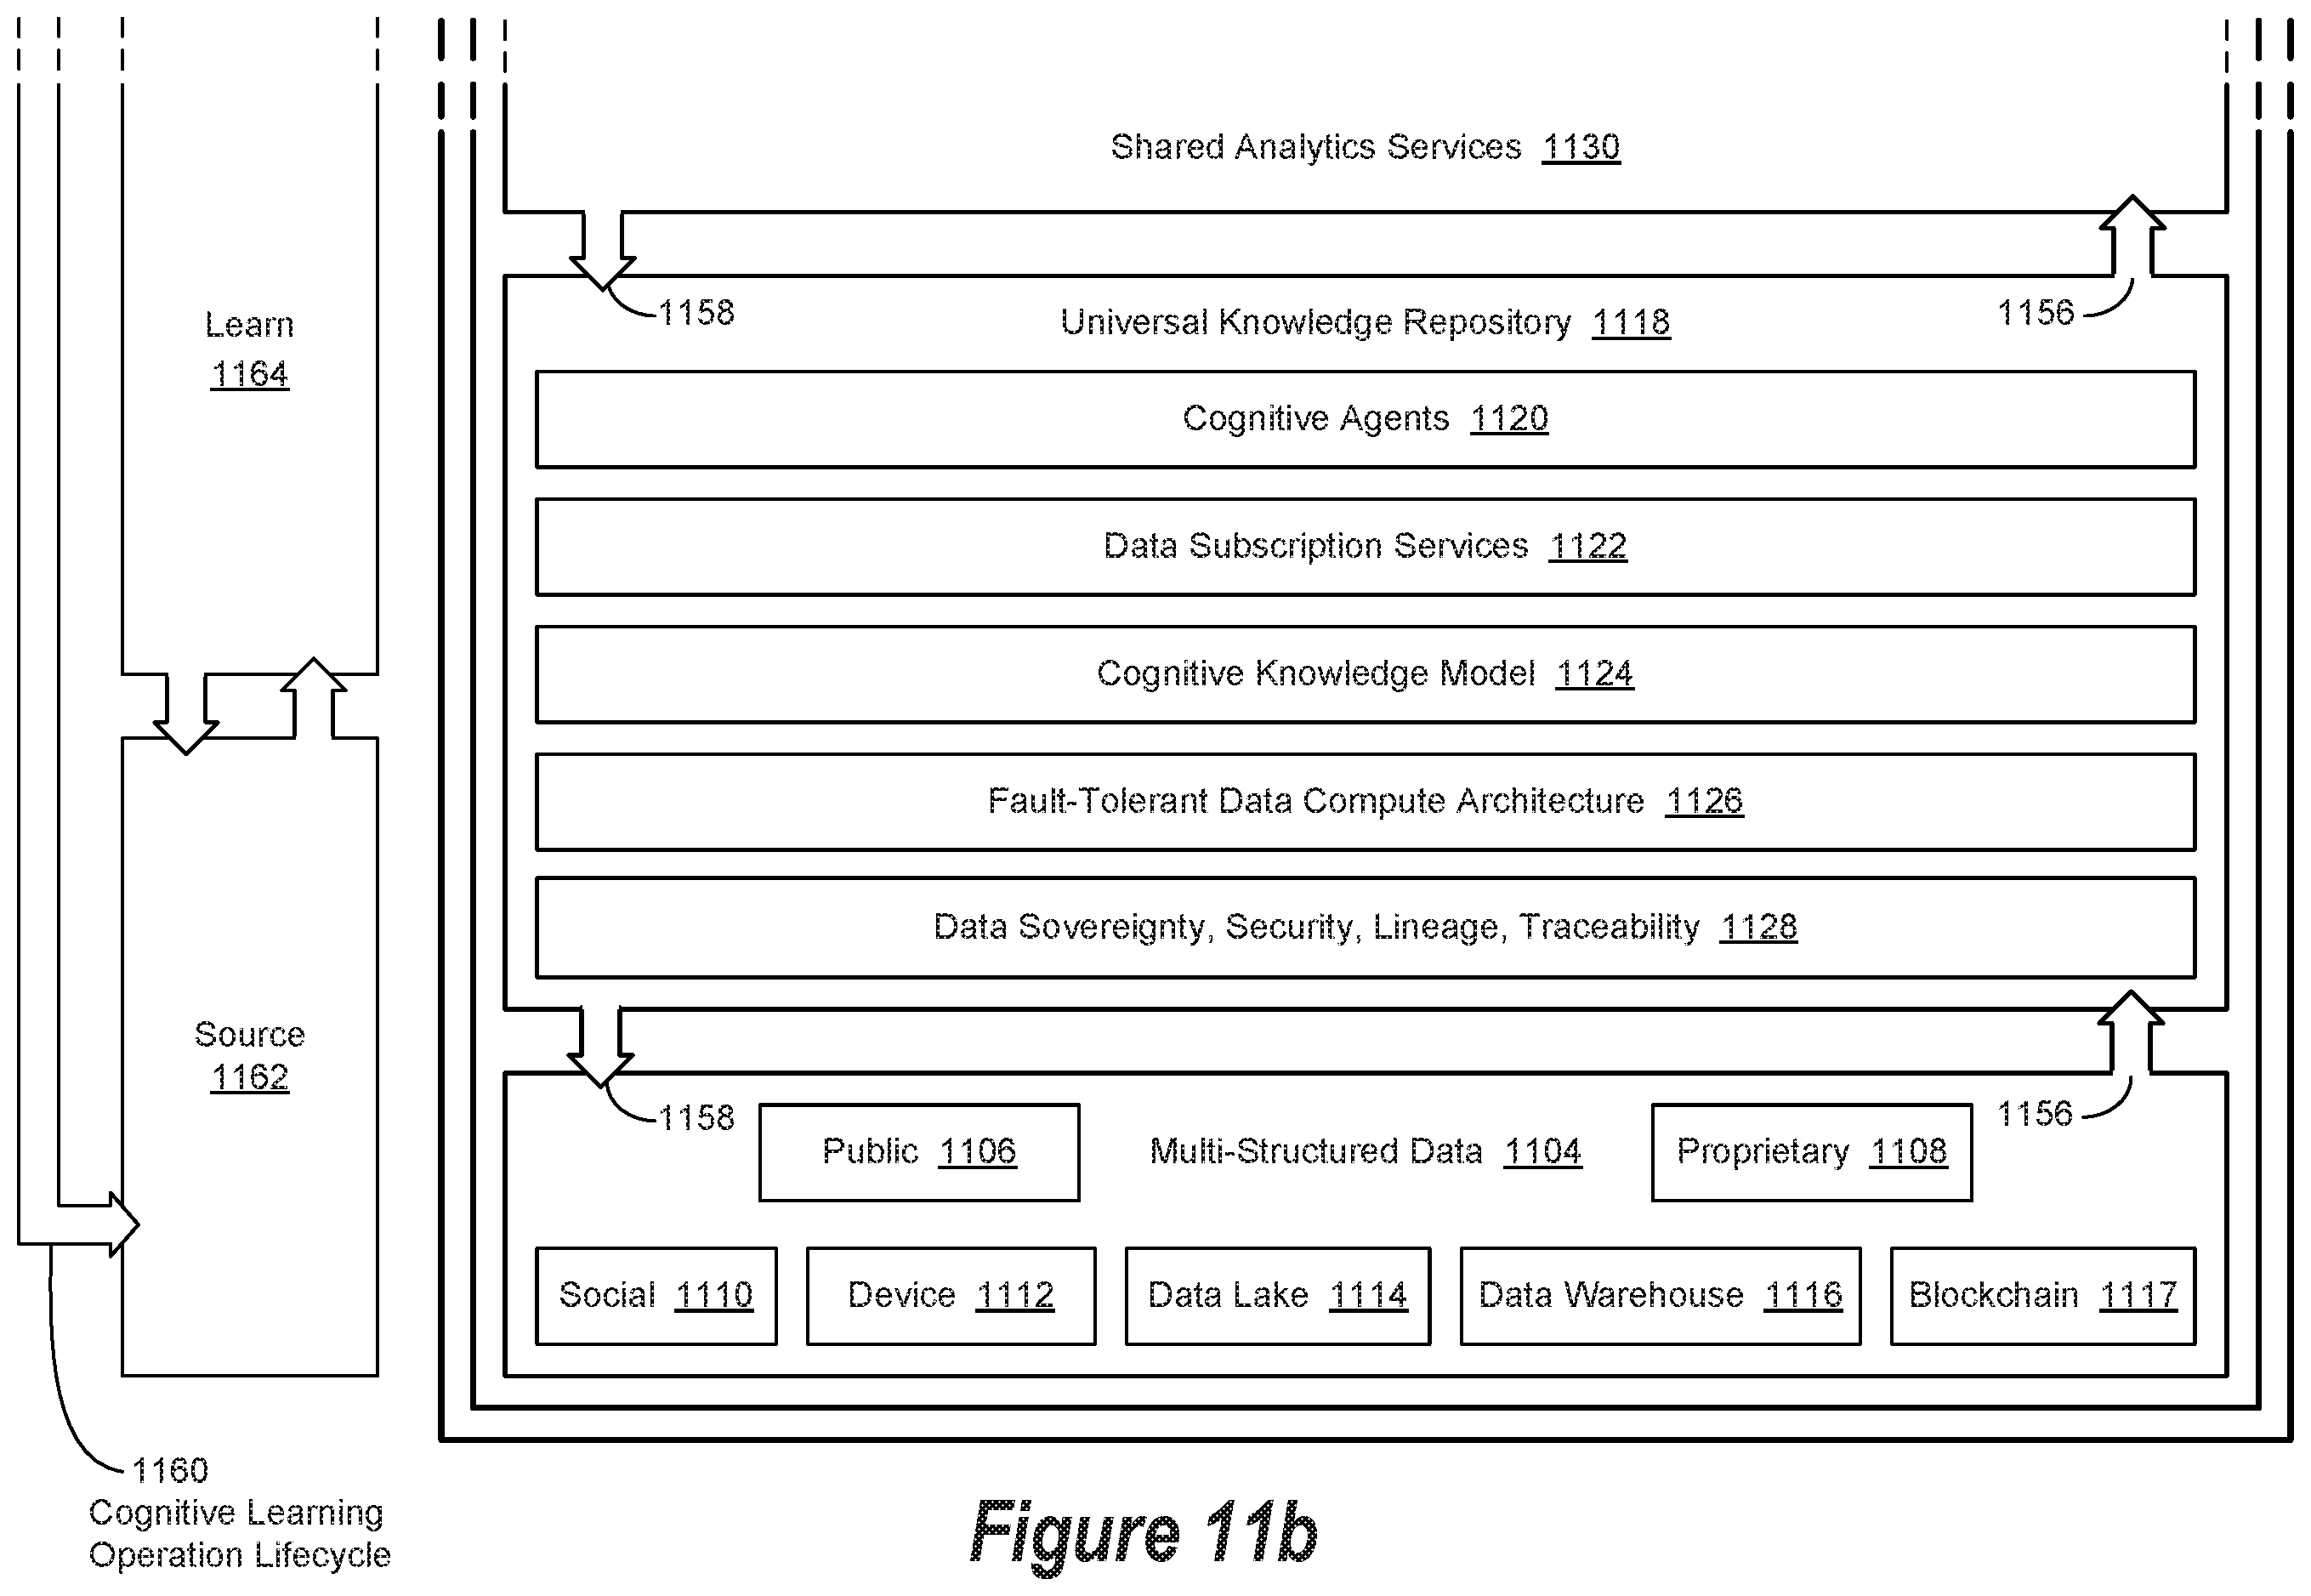 Shared Analytics Services 1130
1158
Universal Knowledge Repository 1118
1156
Learn
1164
Cognitive Agents 1120
Data Subscription Services 1122
Cognitive Knowledge Model 1124
Fault-Tolerant Data Compute Architecture 1126
Data Sovereignty, Security, Lineage, Traceability 1128
Source
1162
1158
1156
Public 1106
Multi-Structured Data 1104
Proprietary 1108
Social 1110
Device 1112
Data Lake 1114
Data Warehouse 1116
Blockchain 1117
1160
Cognitive Learning
Operation Lifecycle
Figure 11b